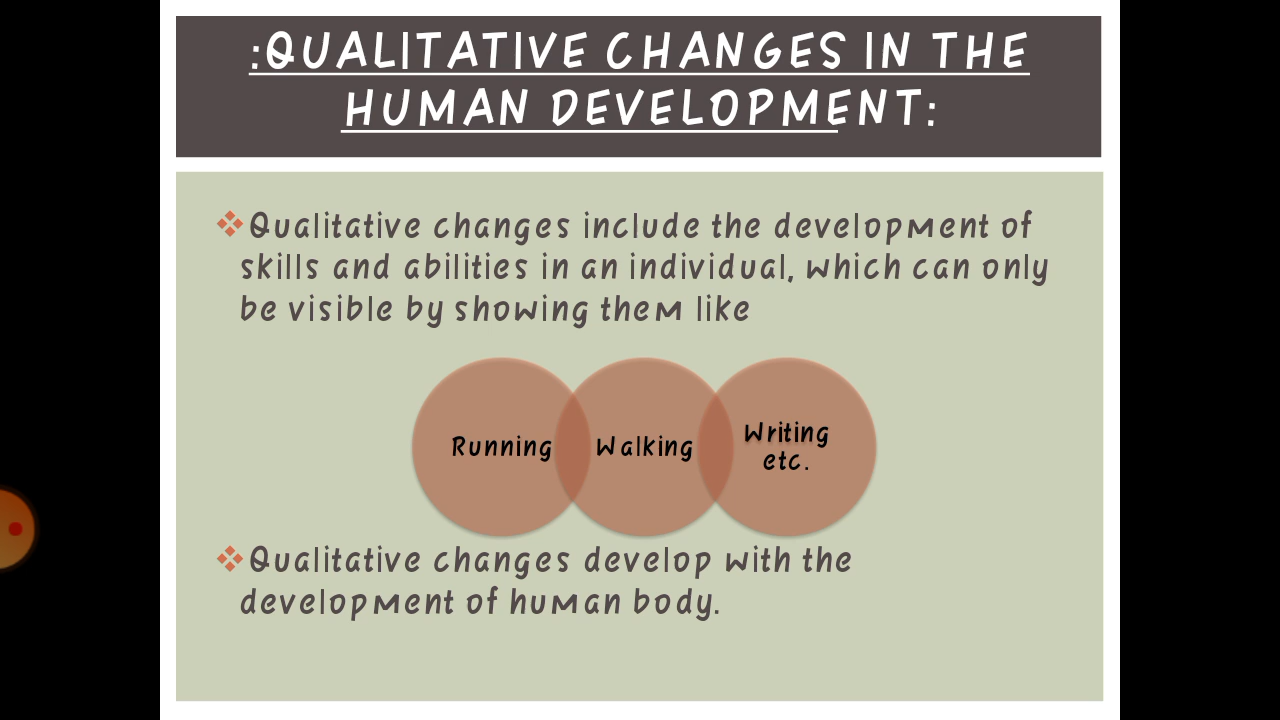 :QUALITATIVE CHANGES IN THE
HUMAN DEVELOPMENT:
Qualitative changes include the development of
skills and abilities in an individual, which can only
be visible by showing them like
Running
Walking
Writing
etc.
Qualitative changes develop with the
development of human body.